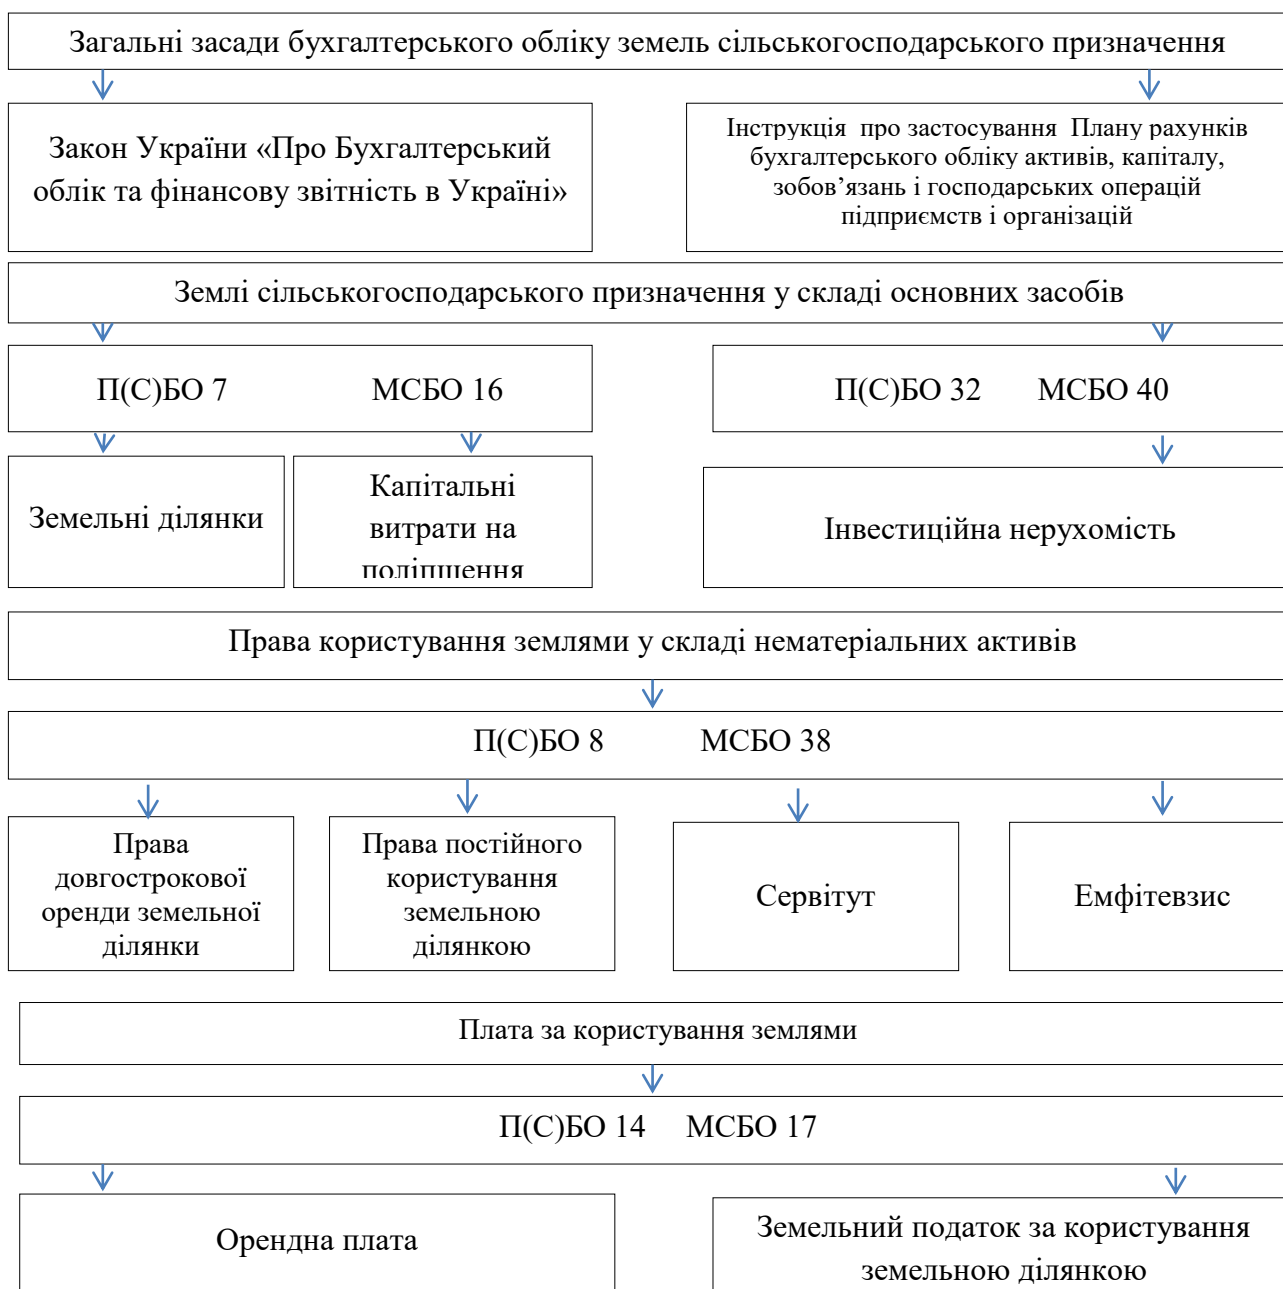 Загальні засади бухгалтерського обліку земель сільськогосподарського призначення
Закон України «Про Бухгалтерський
облік та фінансову звітність в Україні»
Інструкція про застосування Плану рахунків
бухгалтерського обліку активів, капіталу,
зобов’язань і господарських операцій
підприємств і організацій
Землі сільськогосподарського призначення у складі основних засобів
П(С)БО 7 МСБО 16
П(С)БО 32 МСБО 40
Земельні ділянки
Капітальні
витрати на
поліпшення
Інвестиційна нерухомість
Права користування землями у складі нематеріальних активів
П(С)БО 8 МСБО 38
Права
довгострокової
оренди земельної
ділянки
Права постійного
користування
земельною
ділянкою
Сервітут
Емфітевзис
Плата за користування землями
П(С)БО 14 МСБО 17
Орендна плата
Земельний податок за користування
земельною ділянкою